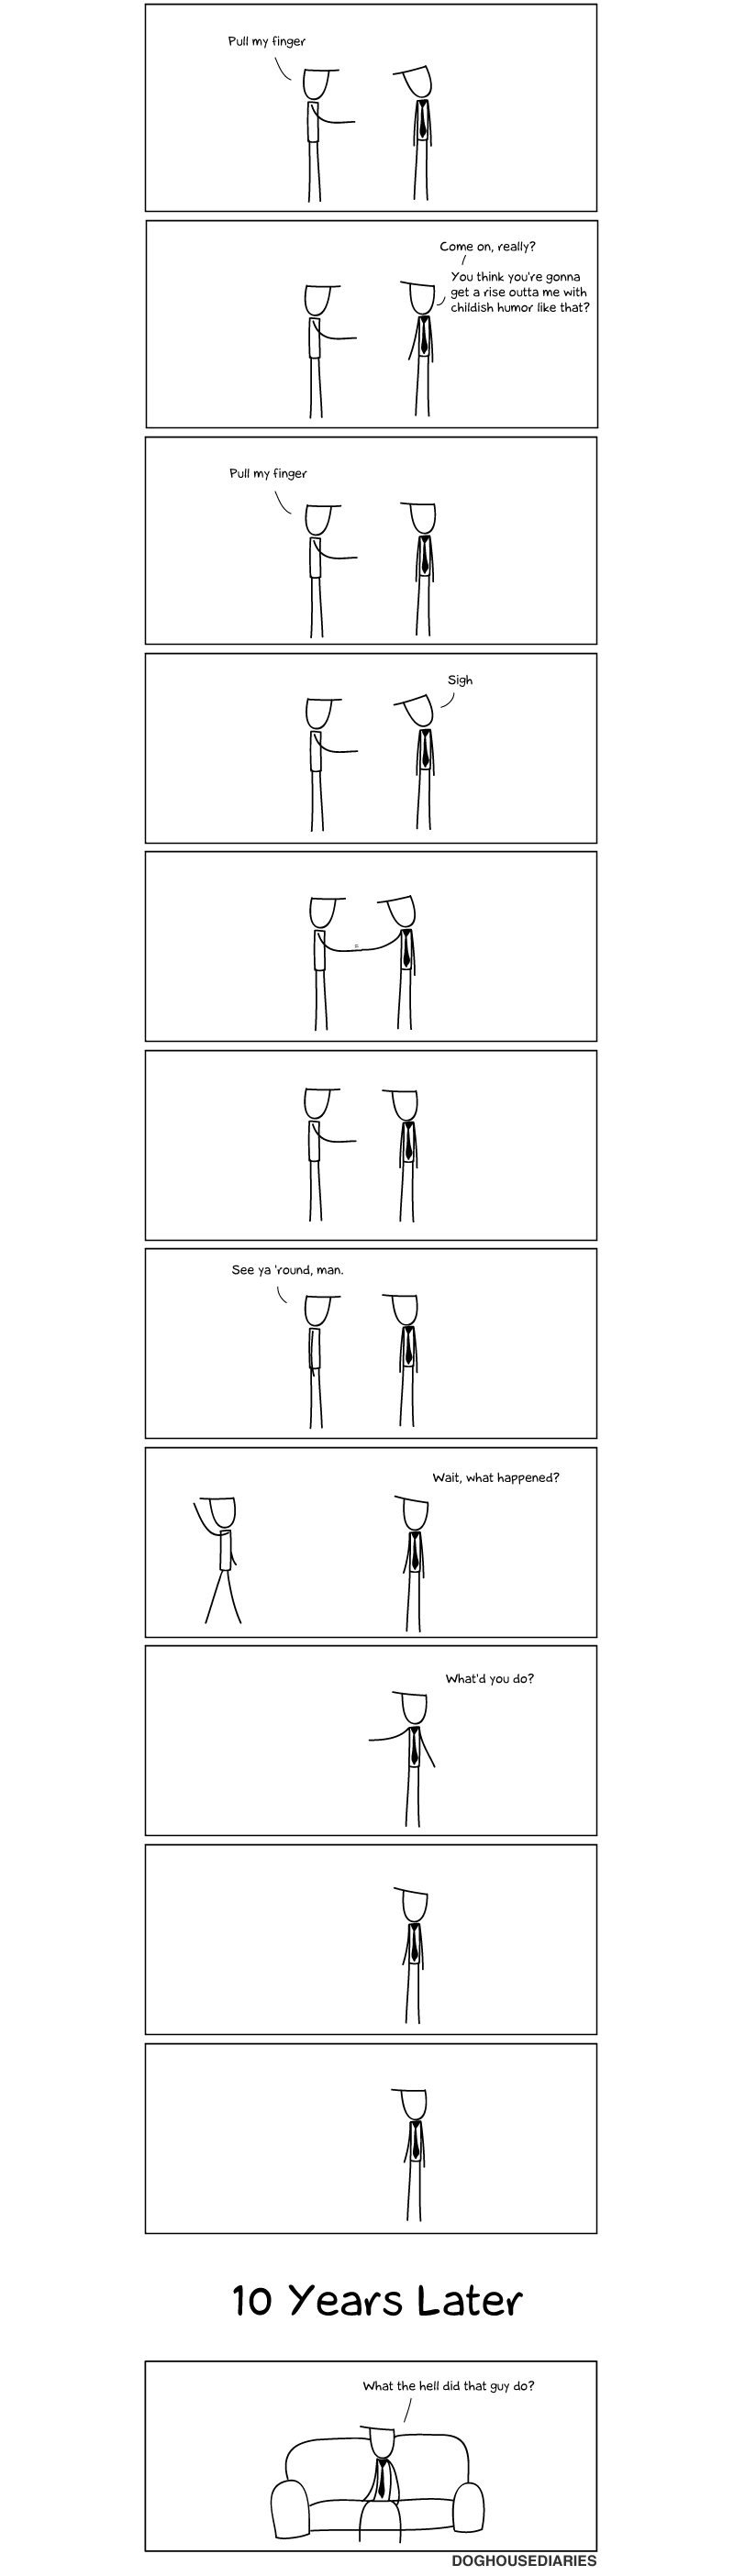 Pull my finger
Come on, really?
You think you're gonna
get a rise outta me with
childish humor like that?
Pull my finger
Sigh
See ya 'round, man.
Wait, what happened?
What'd you do?
10 Years Later
What the hell did that guy do?
DOGHOUSEDIARIES